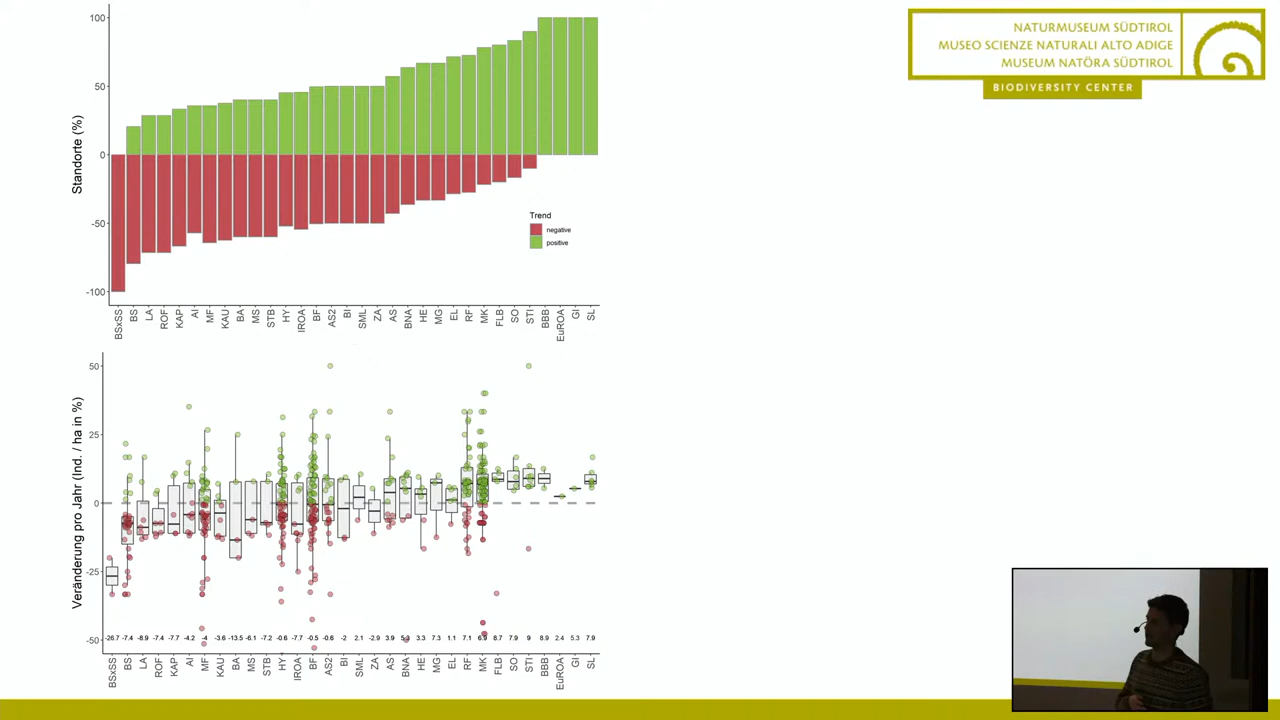 NATURMUSEUM SÜDTIROL
MUSEO SCIENZE NATURALI ALTO ADIGE
MUSEUM NATÖRA SÜDTIROL
BIODIVERSITY CENTER
Standorte (%)
100
50
0
-50
-100
Trend
negative
positive
BSxSS BS LA ROF KAP AI MF KAU BA MS STB HY IROA BF AS2 BI SML ZA AS BNA HE MG EL RF MK FLB SO STI BBB EuROA GI SL
Veränderung pro Jahr (Ind. / ha in %)
50
25
0
-25
-50
-26.7 -7.4 -8.9 -7.4 -7.7 -4.2 -4 -3.6 -13.5 -6.1 -7.2 -0.6 -7.7 -0.5 -0.6 -2 2.1 -2.9 3.9 3.3 7.3 1.1 7.1 6.9 8.7 7.9 9 8.9 2.4 5.3 7.9
BSxSS BS LA ROF KAP AI MF KAU BA MS STB HY IROA BF AS2 BI SML ZA AS BNA HE MG EL RF MK FLB SO STI BBB EuROA GI SL